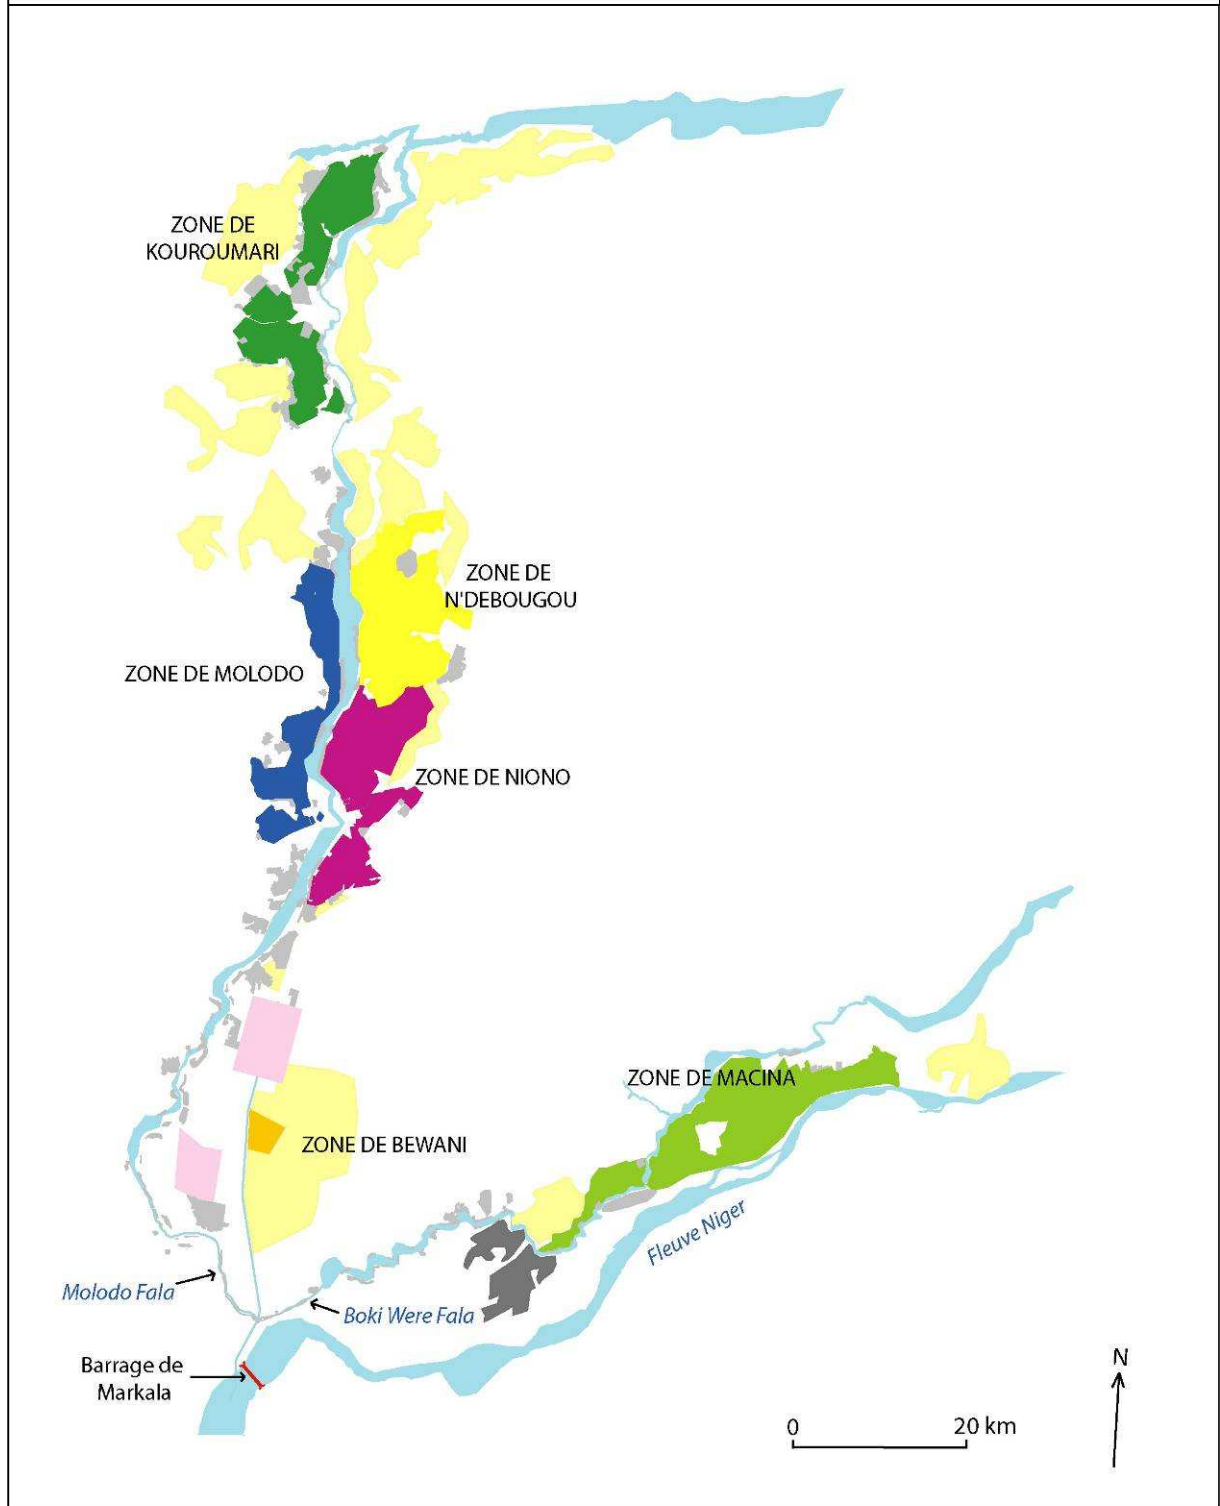 ZONE DE
KOUROUMARI
ZONE DE
N'DEBOUGOU
ZONE DE MOLODO
ZONE DE NIONO
ZONE DE MACINA
ZONE DE BEWANI
Fleuve Niger
Molodo Fala
Boki Were Fala
Barrage de
Markala
N
0 20 km